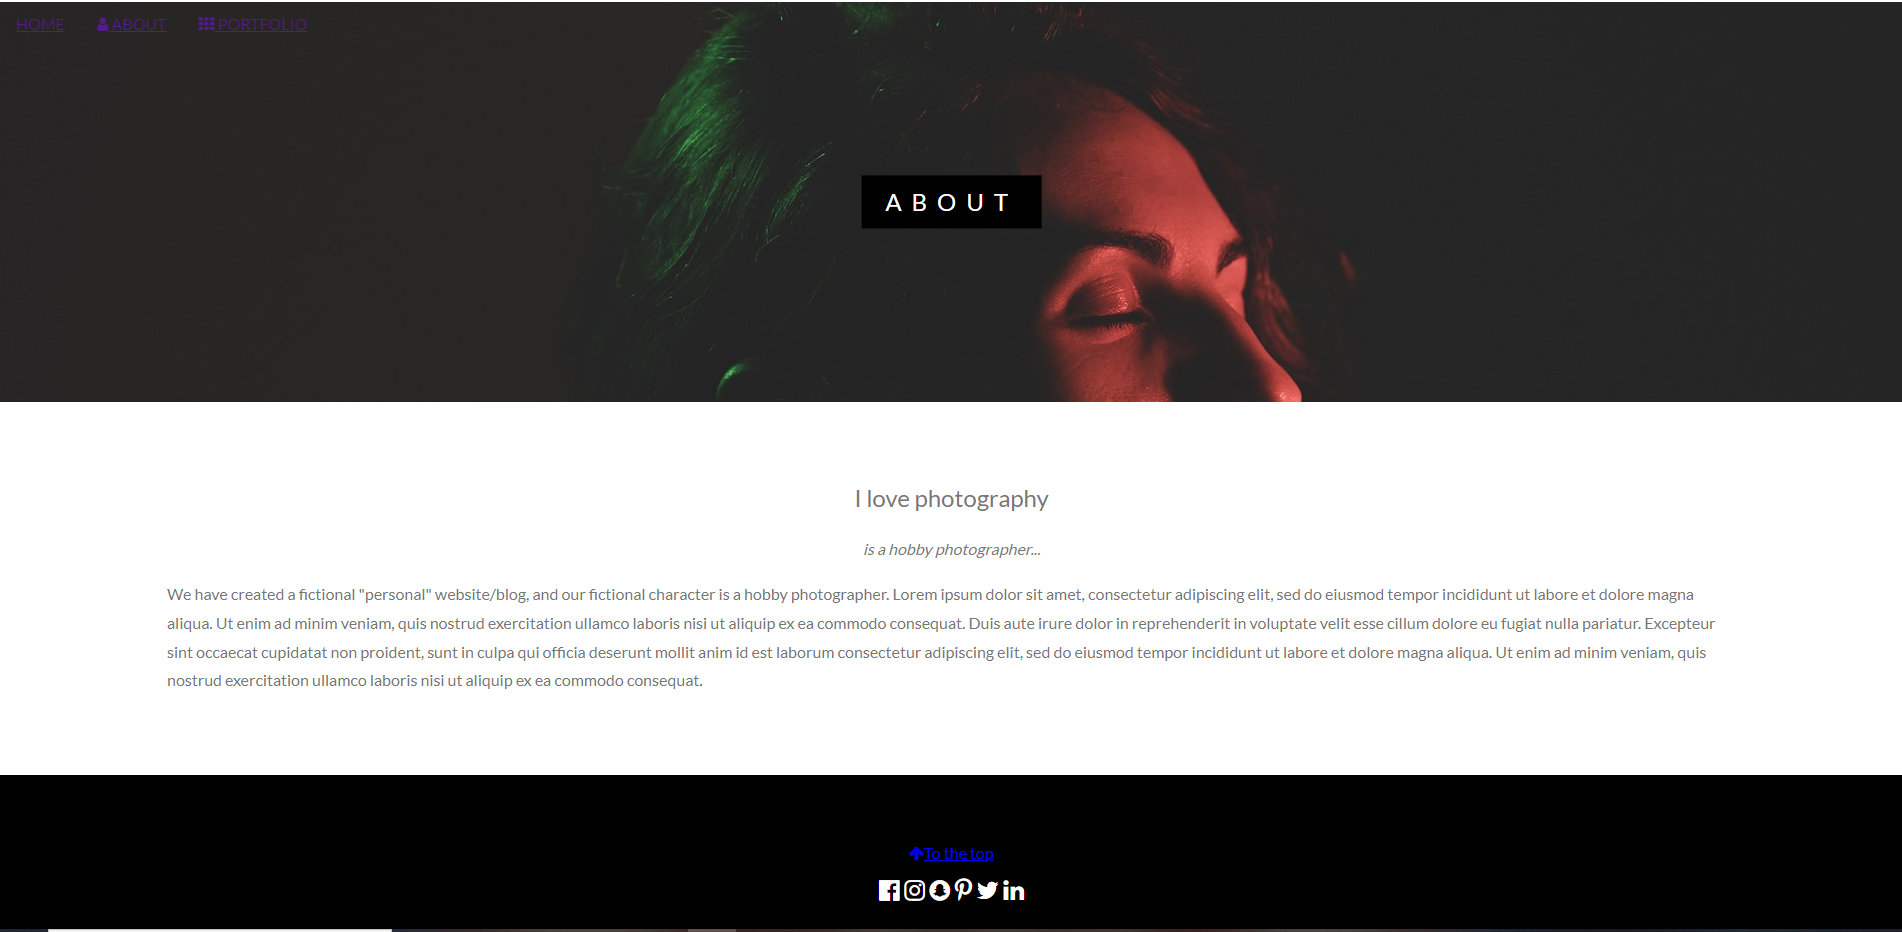 HOME ABOUT PORTFOLIO
ABOUT
I love photography
is a hobby photographer...
We have created a fictional "personal" website/blog, and our fictional character is a hobby photographer. Lorem ipsum dolor sit amet, consectetur adipiscing elit, sed do eiusmod tempor incididunt ut labore et dolore magna
aliqua. Ut enim ad minim veniam, quis nostrud exercitation ullamco laboris nisi ut aliquip ex ea commodo consequat. Duis aute irure dolor in reprehenderit in voluptate velit esse cillum dolore eu fugiat nulla pariatur. Excepteur
sint occaecat cupidatat non proident, sunt in culpa qui officia deserunt mollit anim id est laborum consectetur adipiscing elit, sed do eiusmod tempor incididunt ut labore et dolore magna aliqua. Ut enim ad minim veniam, quis
nostrud exercitation ullamco laboris nisi ut aliquip ex ea commodo consequat.
To the top